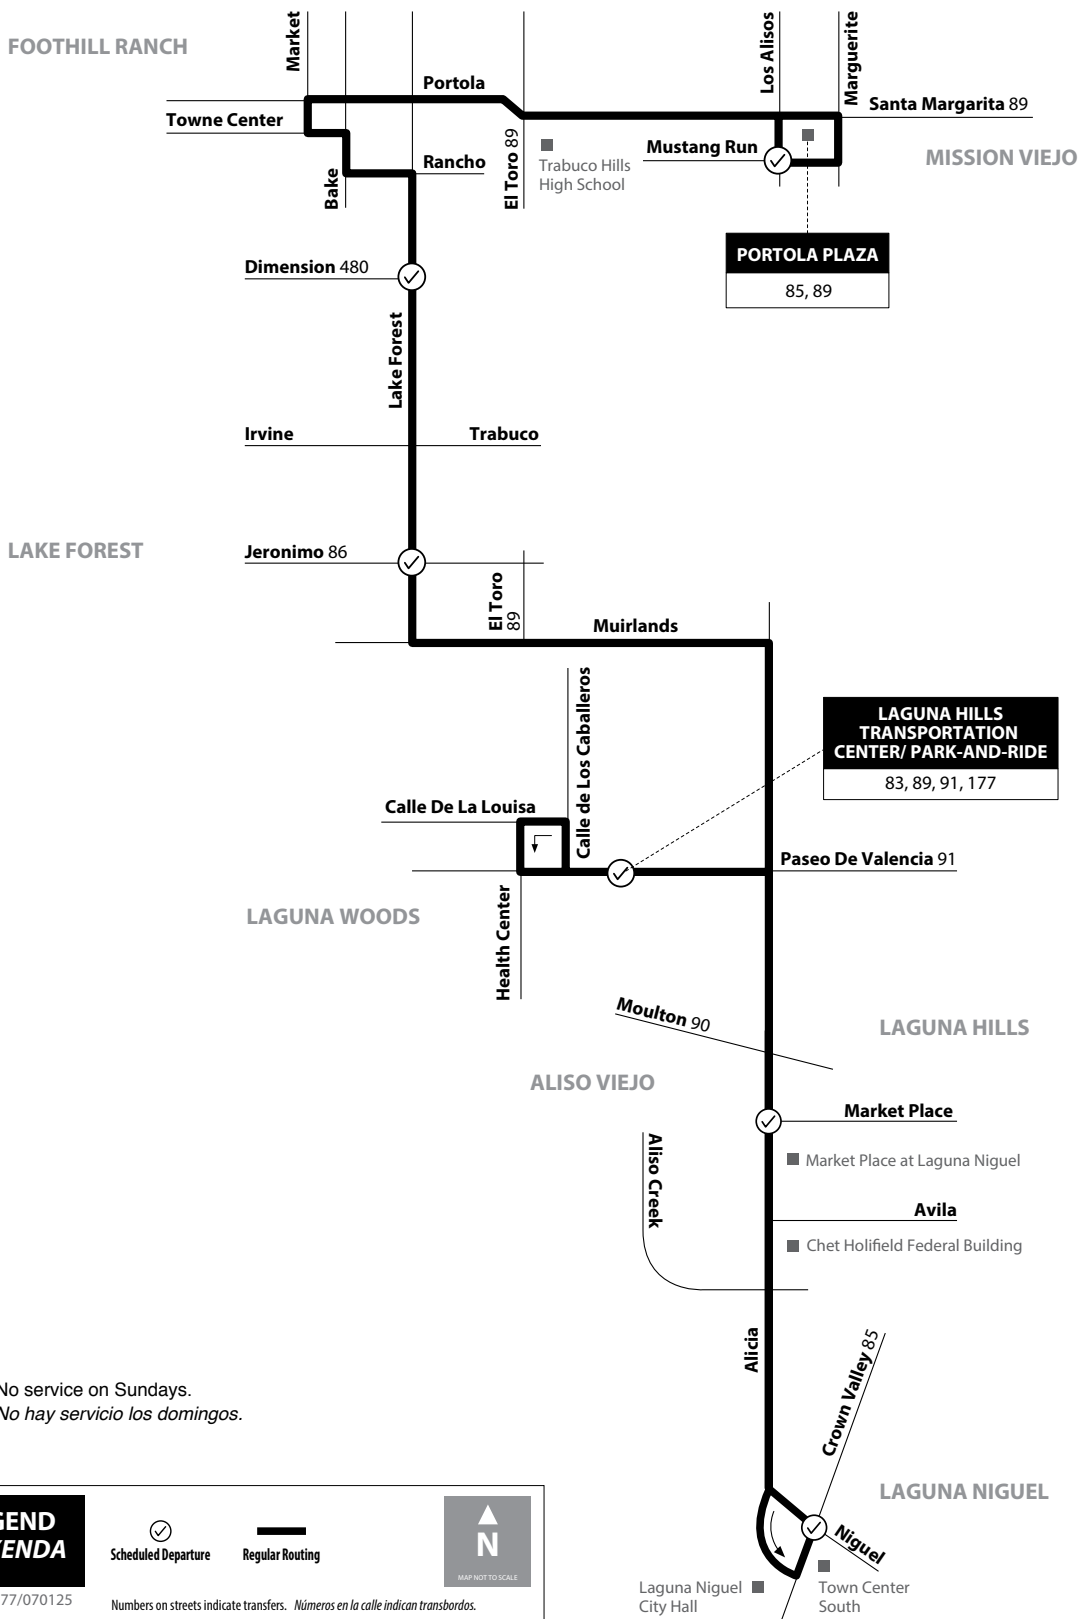 FOOTHILL RANCH
Market
Portola
Los Alisos
Marguerite
Santa Margarita 89
Towne Center
Rancho
Bake
El Toro 89
Trabuco Hills
High School
Mustang Run
MISSION VIEJO
PORTOLA PLAZA
85, 89
Dimension 480
Lake Forest
Irvine
Trabuco
LAKE FOREST
Jeronimo 86
El Toro
89
Muirlands
Calle de Los Caballeros
LAGUNA HILLS
TRANSPORTATION
CENTER/ PARK-AND-RIDE
83, 89, 91, 177
Calle De La Louisa
Paseo De Valencia 91
LAGUNA WOODS
Health Center
Moulton 90
LAGUNA HILLS
ALISO VIEJO
Market Place
Aliso Creek
Market Place at Laguna Niguel
Avila
Chet Holifield Federal Building
Alicia
Crown Valley 85
No service on Sundays.
No hay servicio los domingos.
LAGUNA NIGUEL
Niguel
Laguna Niguel
City Hall
Town Center
South
GEND
ENDA
Scheduled Departure
Regular Routing
N
MAP NOT TO SCALE
77/070125
Numbers on streets indicate transfers. Números en la calle indican transbordos.